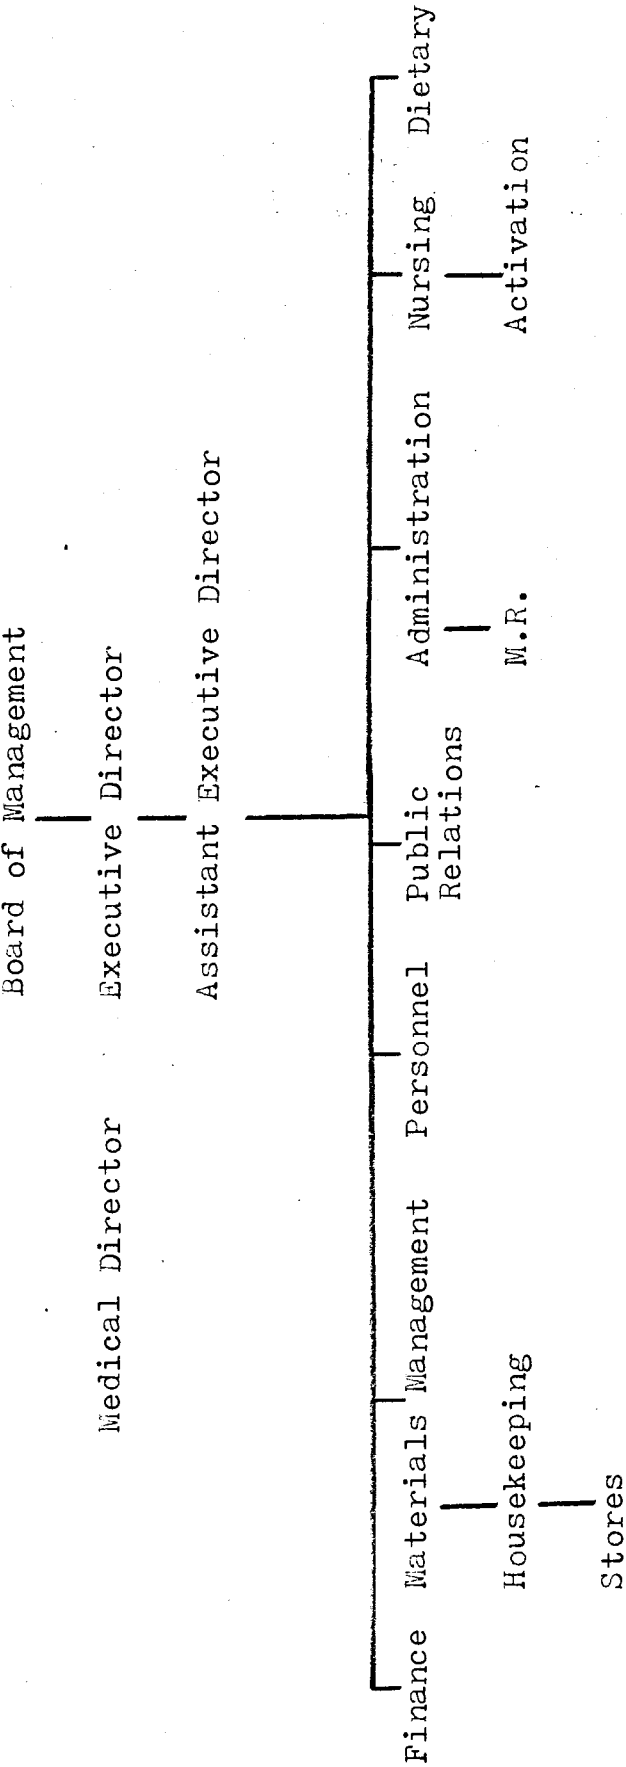 Board of Management
Medical Director
Executive Director
Assistant Executive Director
Finance
Materials Management
Personnel
Public
Relations
Administration
Nursing
Dietary
Housekeeping
M.R.
Activation
Stores